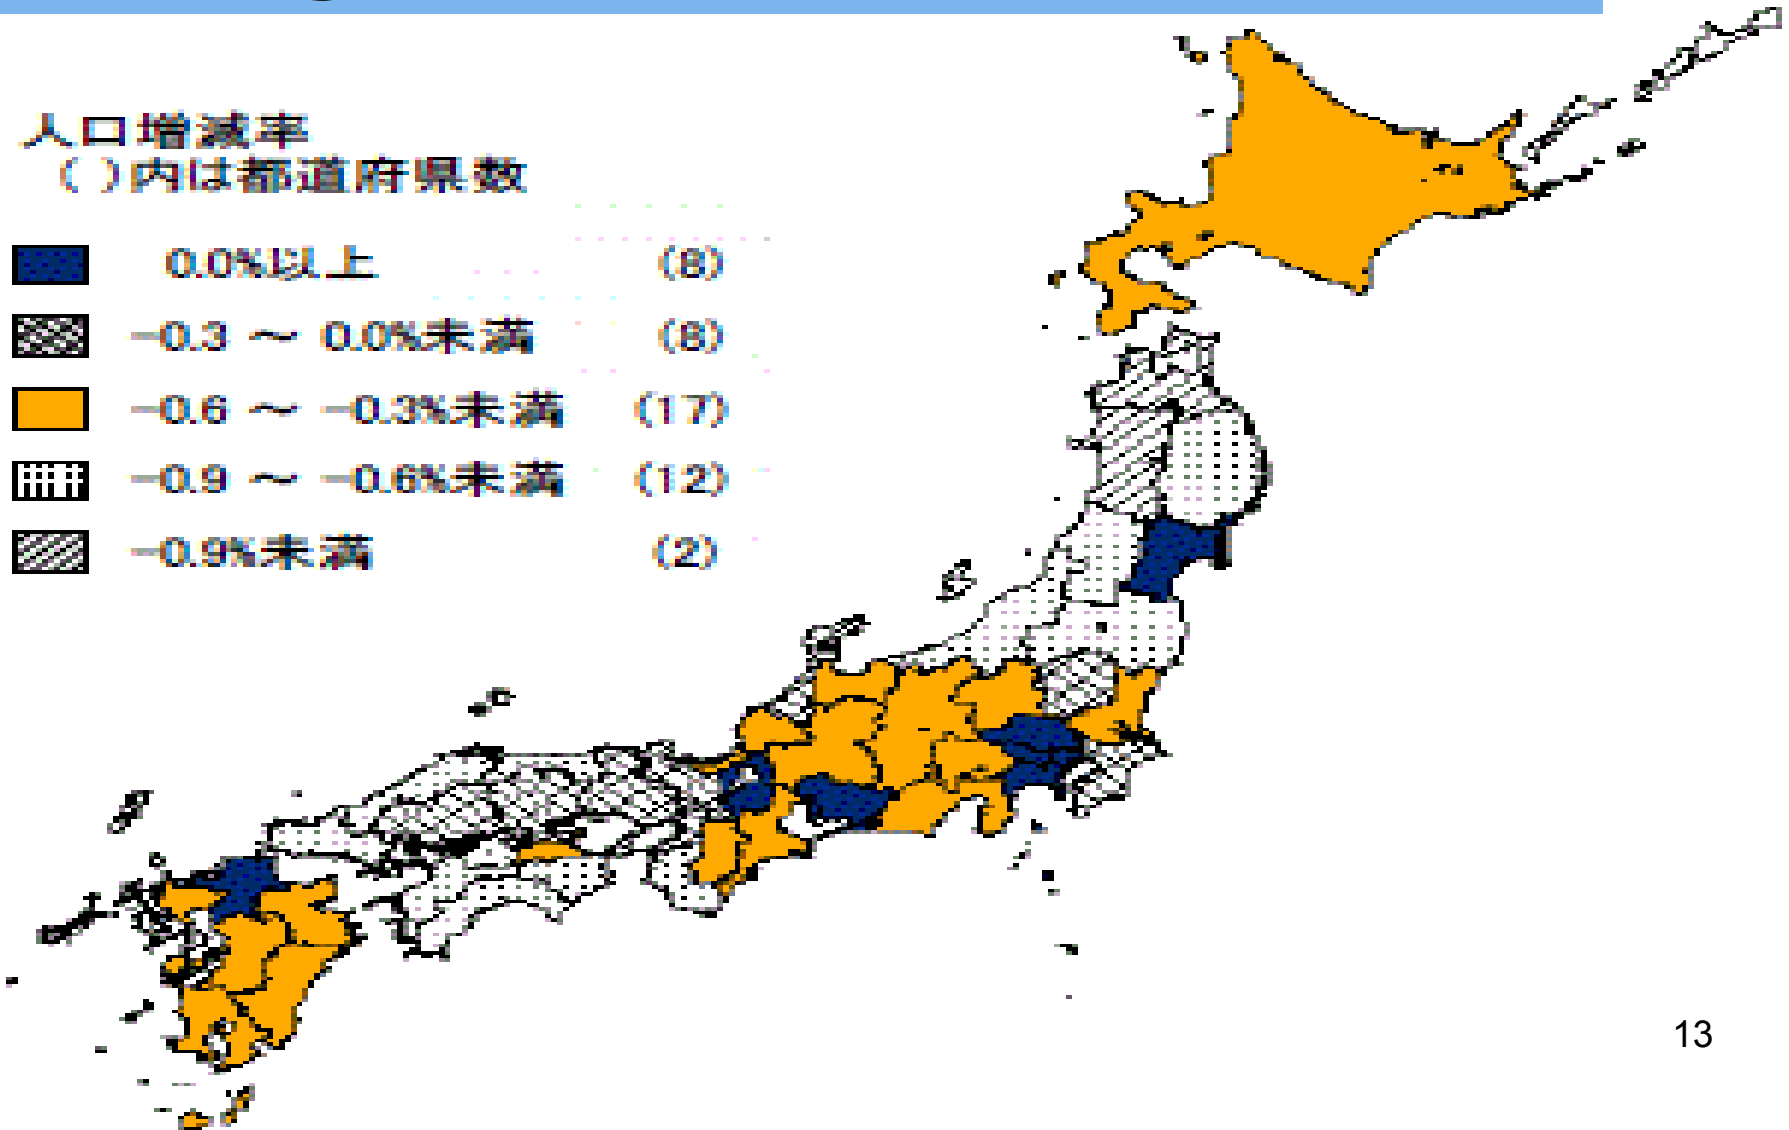 人口増減率
( )内は都道府県数
0.0%以上 (8)
-0.3 ～ 0.0%未満 (8)
-0.6 ～ -0.3%未満 (17)
-0.9 ～ -0.6%未満 (12)
-0.9%未満 (2)
13